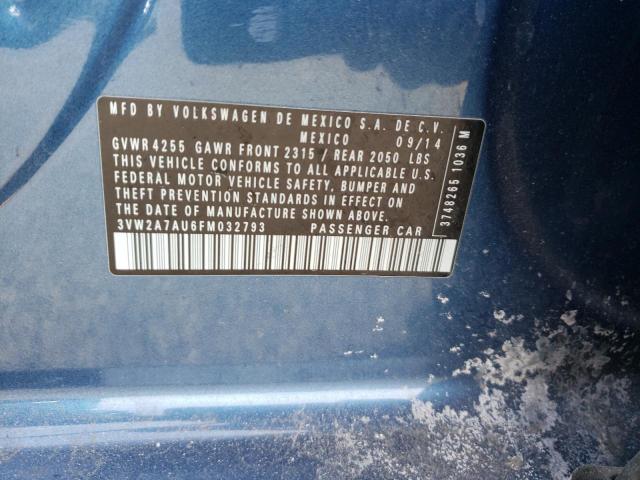 MFD BY VOLKSWAGEN DE MEXICO S.A. DE C.V.
MEXICO 09/14
GVWR 4255 GAWR FRONT 2315 / REAR 2050 LBS
THIS VEHICLE CONFORMS TO ALL APPLICABLE U.S.
FEDERAL MOTOR VEHICLE SAFETY, BUMPER AND
THEFT PREVENTION STANDARDS IN EFFECT ON
THE DATE OF MANUFACTURE SHOWN ABOVE.
3VW2A7AU6FM032793 PASSENGER CAR
3748265 1036 M